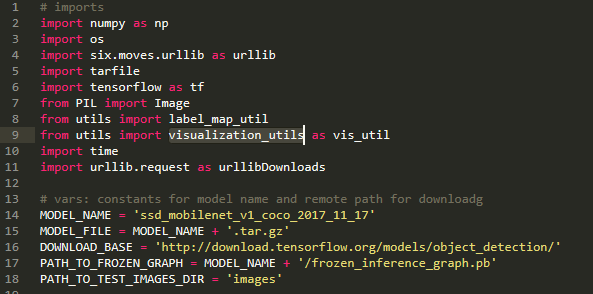 1 # imports
2 import numpy as np
3 import os
4 import six.moves.urllib as urllib
5 import tarfile
6 import tensorflow as tf
7 from PIL import Image
8 from utils import label_map_util
9 from utils import visualization_utils as vis_util
10 import time
11 import urllib.request as urllibDownloads
12
13 # vars: constants for model name and remote path for downloadg
14 MODEL_NAME = 'ssd_mobilenet_v1_coco_2017_11_17'
15 MODEL_FILE = MODEL_NAME + '.tar.gz'
16 DOWNLOAD_BASE = 'http://download.tensorflow.org/models/object_detection/'
17 PATH_TO_FROZEN_GRAPH = MODEL_NAME + '/frozen_inference_graph.pb'
18 PATH_TO_TEST_IMAGES_DIR = 'images'